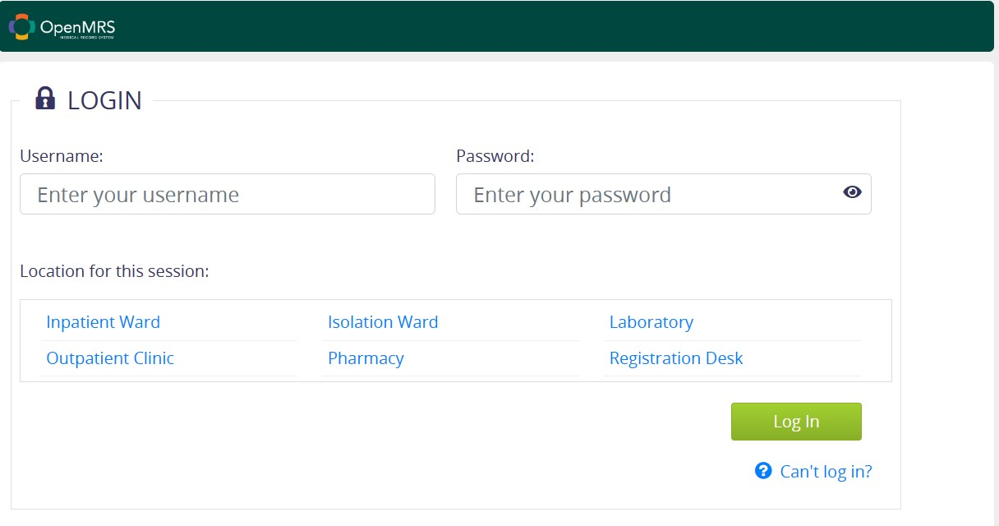 OpenMRS
MEDICAL RECORD SYSTEM
LOGIN
Username: Password:
Enter your username Enter your password
Location for this session:
Inpatient Ward Isolation Ward Laboratory
Outpatient Clinic Pharmacy Registration Desk
Log In
? Can't log in?